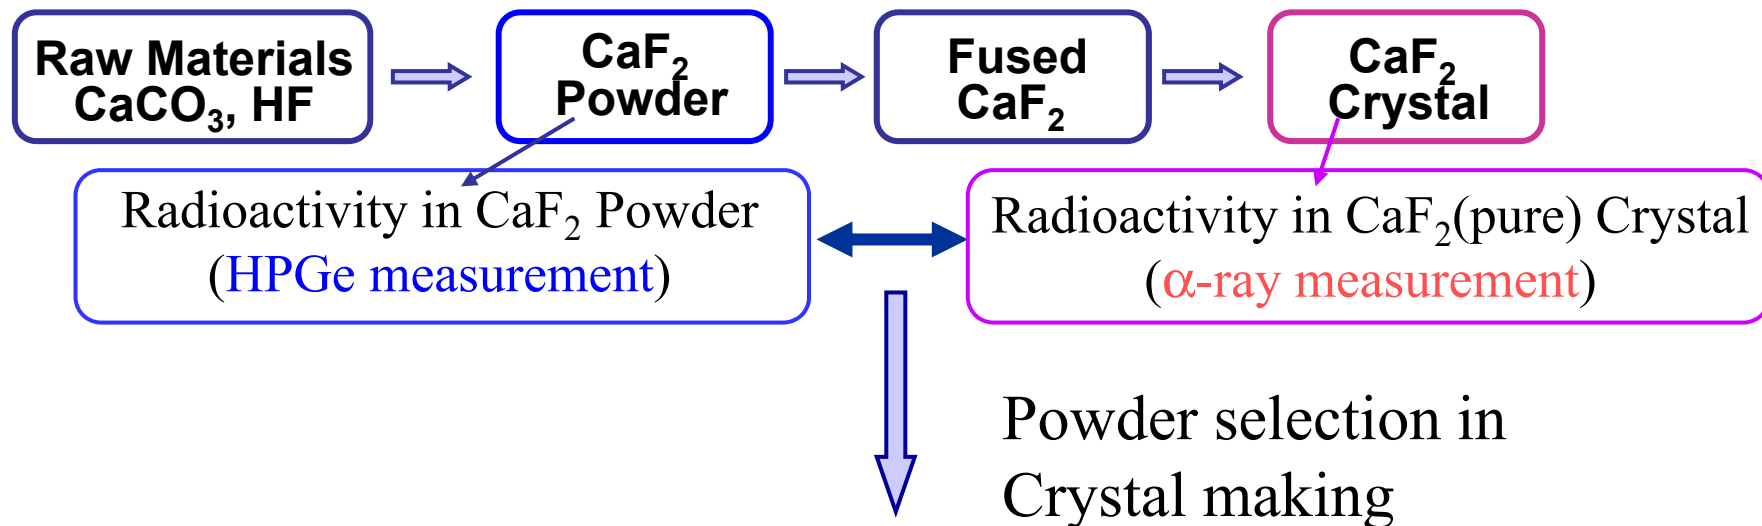 Raw Materials
CaCO₃, HF
CaF₂
Powder
Fused
CaF₂
CaF₂
Crystal
Radioactivity in CaF₂ Powder
(HPGe measurement)
Radioactivity in CaF₂(pure) Crystal
(α-ray measurement)
Powder selection in
Crystal making